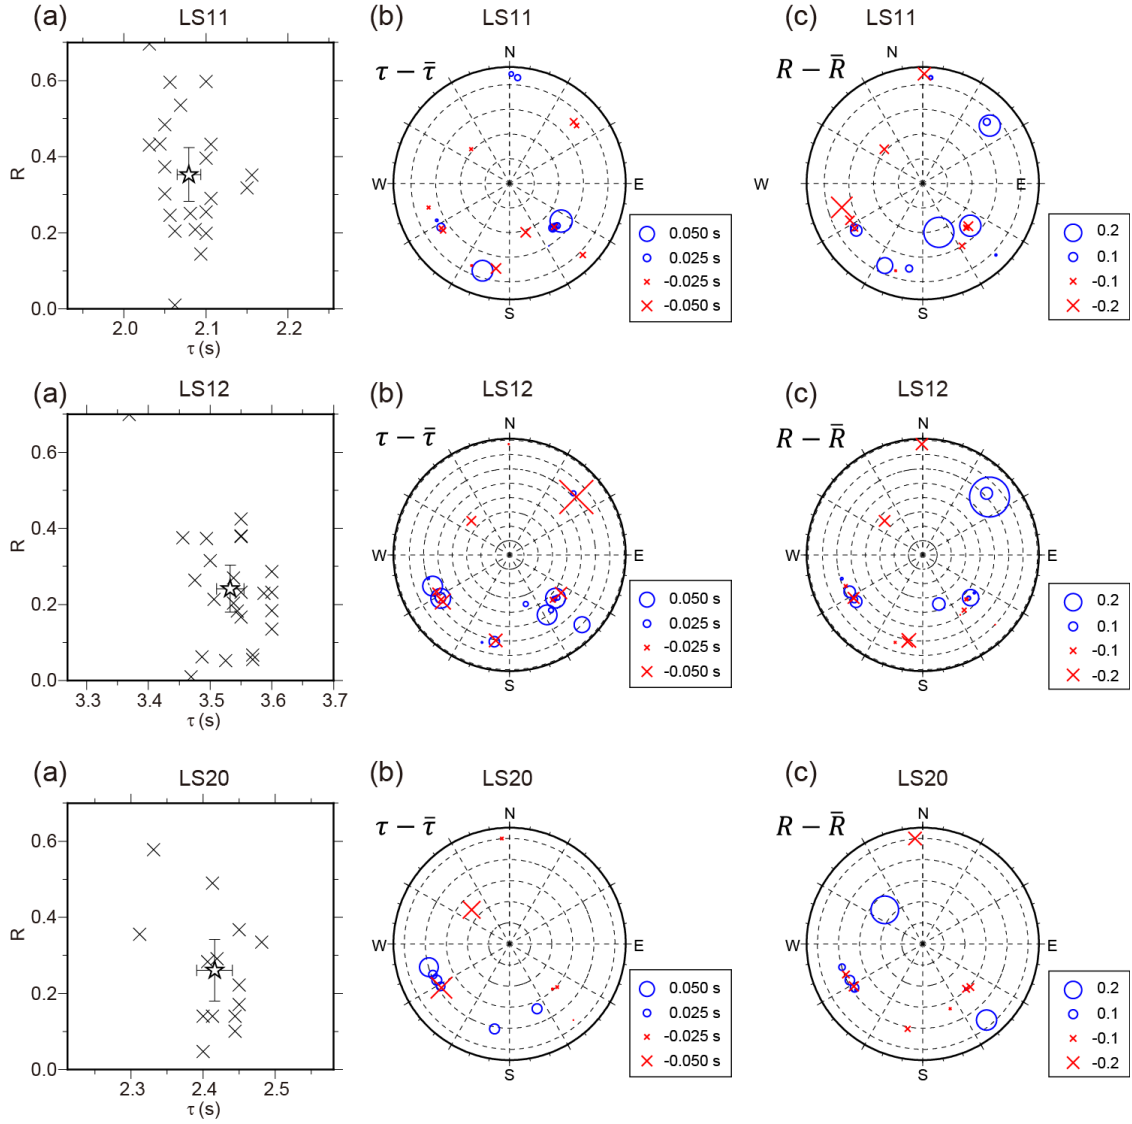 (a) LS11
R
0.6
0.4
0.2
0.0
2.0 2.1 2.2
τ (s)
(b) LS11
τ − τ̄
N
W E
S
0.050 s
0.025 s
-0.025 s
-0.050 s
(c) LS11
R − R̄
N
W E
S
0.2
0.1
-0.1
-0.2
(a) LS12
R
0.6
0.4
0.2
0.0
3.3 3.4 3.5 3.6 3.7
τ (s)
(b) LS12
τ − τ̄
N
W E
S
0.050 s
0.025 s
-0.025 s
-0.050 s
(c) LS12
R − R̄
N
W E
S
0.2
0.1
-0.1
-0.2
(a) LS20
R
0.6
0.4
0.2
0.0
2.3 2.4 2.5
τ (s)
(b) LS20
τ − τ̄
N
W E
S
0.050 s
0.025 s
-0.025 s
-0.050 s
(c) LS20
R − R̄
N
W E
S
0.2
0.1
-0.1
-0.2